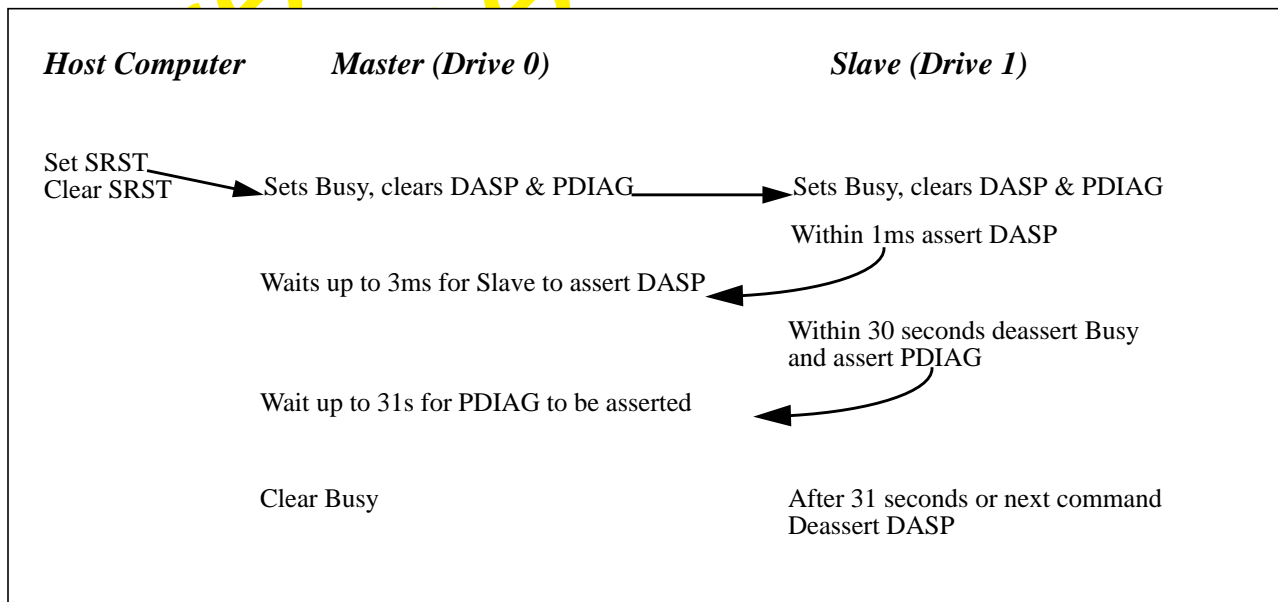 Host Computer Master (Drive 0) Slave (Drive 1)
Set SRST
Clear SRST Sets Busy, clears DASP & PDIAG Sets Busy, clears DASP & PDIAG
Within 1ms assert DASP
Waits up to 3ms for Slave to assert DASP
Within 30 seconds deassert Busy
and assert PDIAG
Wait up to 31s for PDIAG to be asserted
Clear Busy After 31 seconds or next command
Deassert DASP